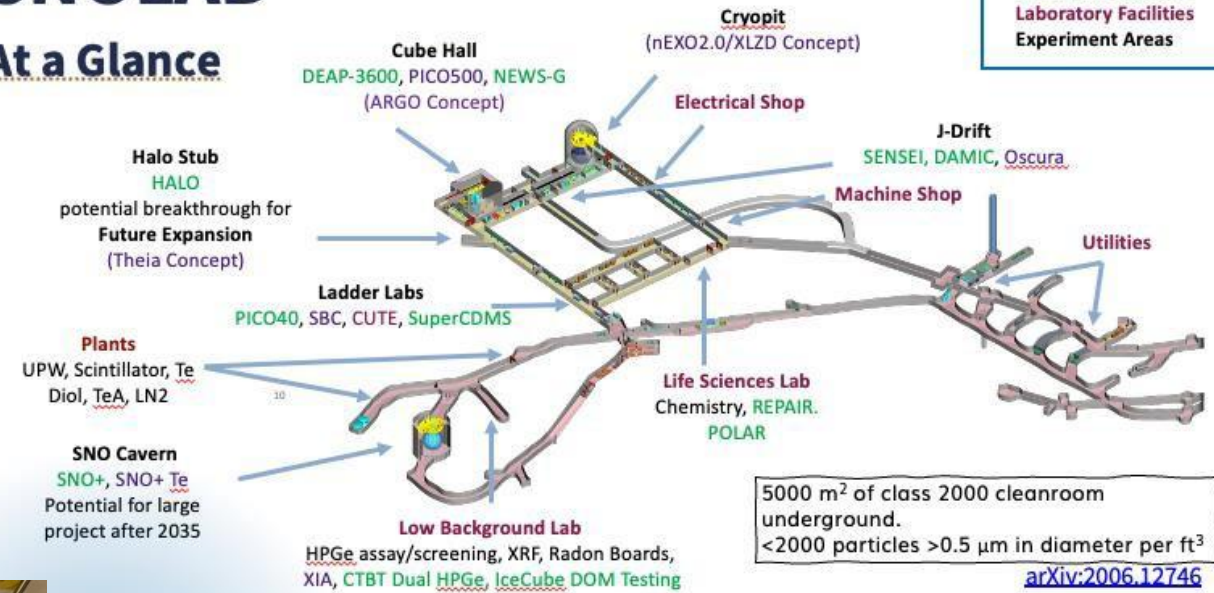 At a Glance
Laboratory Facilities
Experiment Areas
Cryopit
(nEXO2.0/XLZD Concept)
Cube Hall
DEAP-3600, PICO500, NEWS-G
(ARGO Concept)
Electrical Shop
J-Drift
SENSEI, DAMIC, Oscura
Halo Stub
HALO
potential breakthrough for
Future Expansion
(Theia Concept)
Machine Shop
Utilities
Ladder Labs
PICO40, SBC, CUTE, SuperCDMS
Plants
UPW, Scintillator, Te
Diol, TeA, LN2
10
Life Sciences Lab
Chemistry, REPAIR.
POLAR
SNO Cavern
SNO+, SNO+ Te
Potential for large
project after 2035
Low Background Lab
HPGe assay/screening, XRF, Radon Boards,
XIA, CTBT Dual HPGe, IceCube DOM Testing
5000 m² of class 2000 cleanroom
underground.
<2000 particles >0.5 μm in diameter per ft³
arXiv:2006.12746